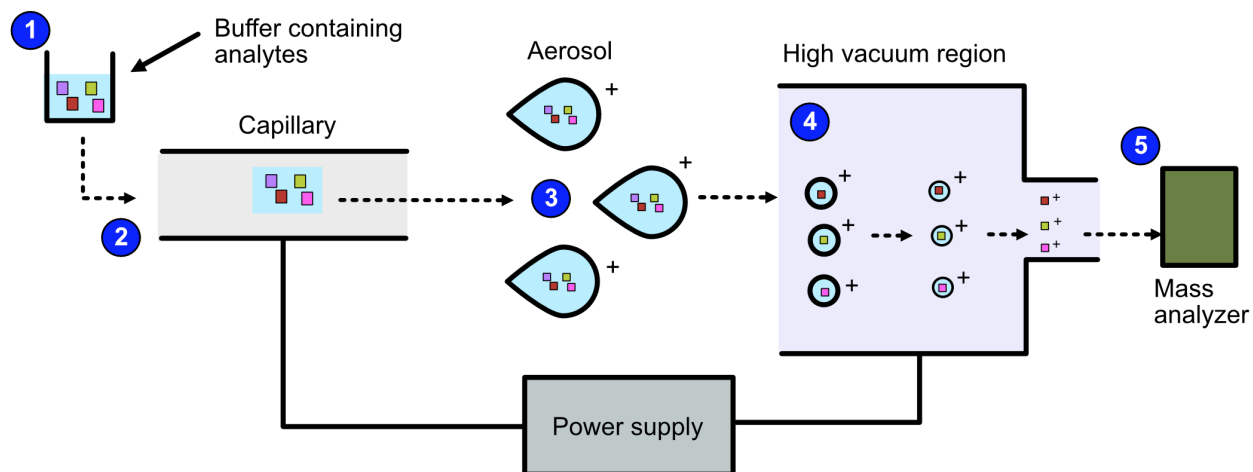 1
Buffer containing
analytes
Capillary
2
Aerosol
+
+
+
3
High vacuum region
4
+
+
+
+
+
+
+
+
+
5
Mass
analyzer
Power supply